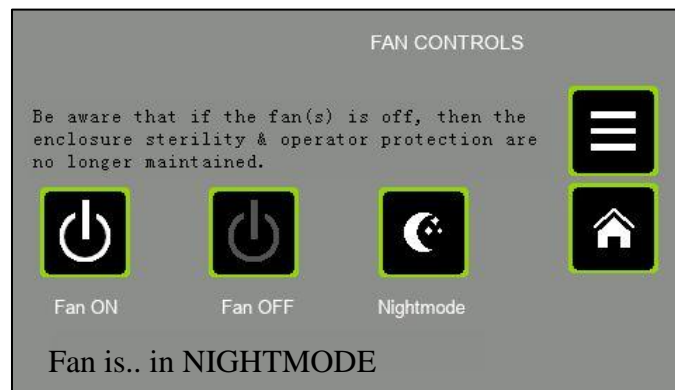 FAN CONTROLS
Be aware that if the fan(s) is off, then the
enclosure sterility & operator protection are
no longer maintained.
Fan ON
Fan OFF
Nightmode
Fan is.. in NIGHTMODE